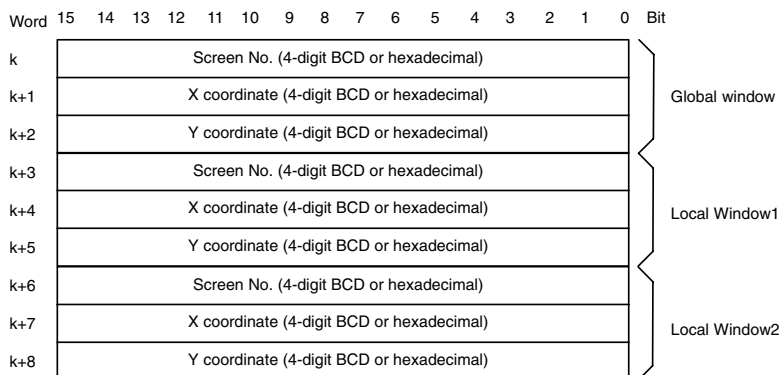 Word 15 14 13 12 11 10 9 8 7 6 5 4 3 2 1 0 Bit
k Screen No. (4-digit BCD or hexadecimal)
k+1 X coordinate (4-digit BCD or hexadecimal) Global window
k+2 Y coordinate (4-digit BCD or hexadecimal)
k+3 Screen No. (4-digit BCD or hexadecimal)
k+4 X coordinate (4-digit BCD or hexadecimal) Local Window1
k+5 Y coordinate (4-digit BCD or hexadecimal)
k+6 Screen No. (4-digit BCD or hexadecimal)
k+7 X coordinate (4-digit BCD or hexadecimal) Local Window2
k+8 Y coordinate (4-digit BCD or hexadecimal)